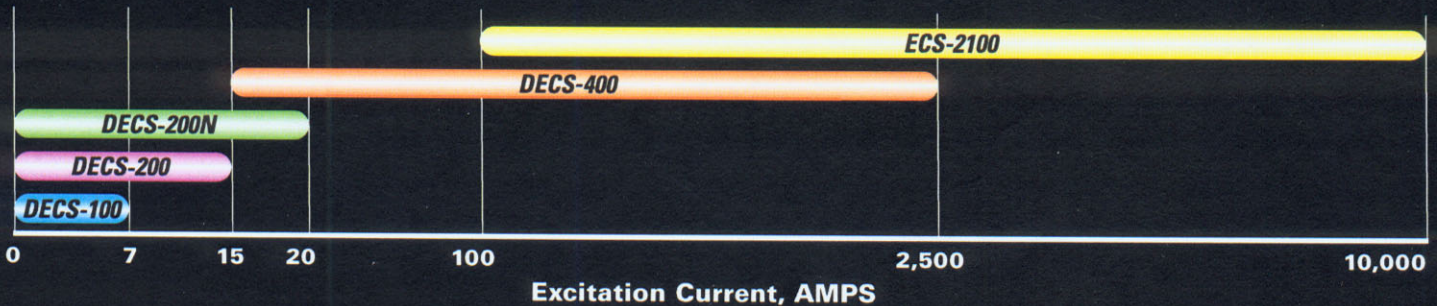 ECS-2100
DECS-400
DECS-200N
DECS-200
DECS-100
0 7 15 20 100 2,500 10,000
Excitation Current, AMPS